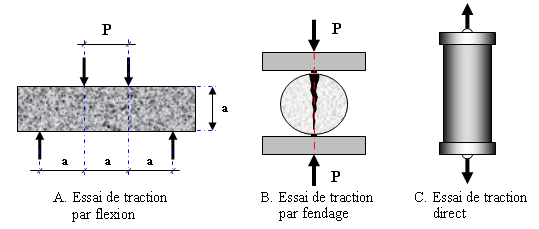 P
P
a
a
a
a
P
A. Essai de traction
par flexion
B. Essai de traction
par fendage
C. Essai de traction
direct